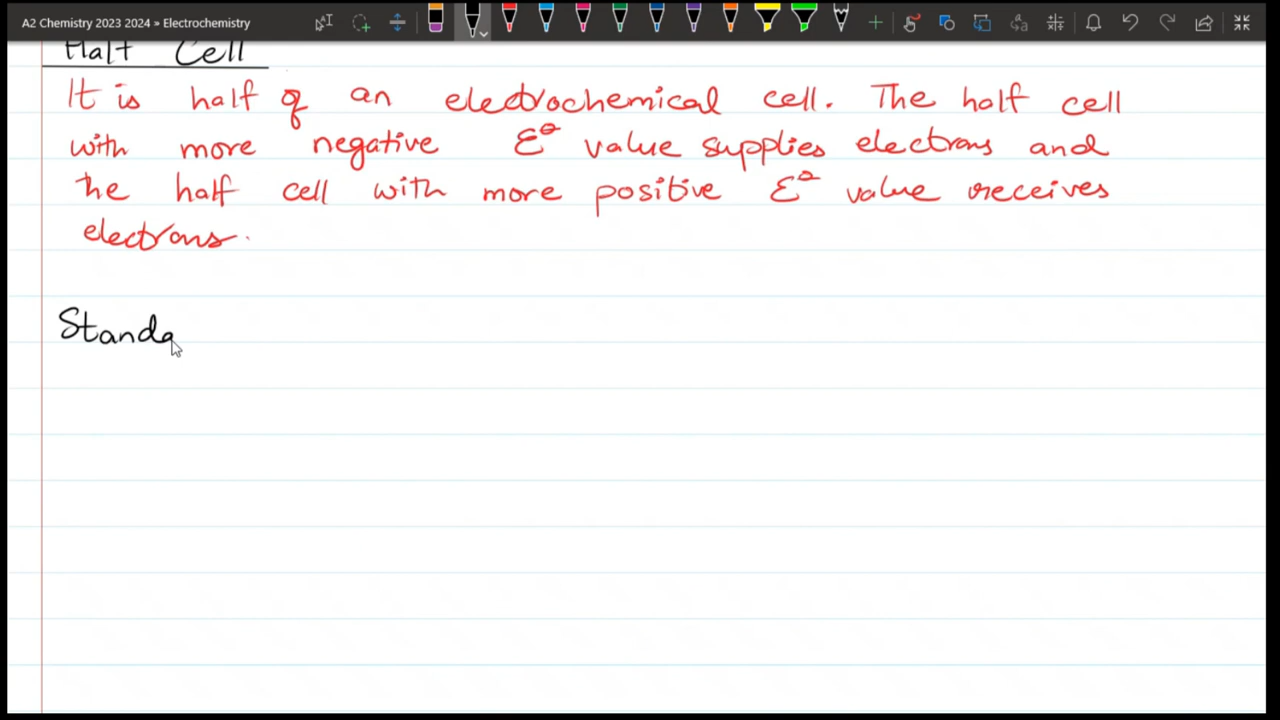 A2 Chemistry 2023 2024 » Electrochemistry
Half Cell
It is half of an electrochemical cell. The half cell
with more negative E⦵ value supplies electrons and
the half cell with more positive E⦵ value receives
electrons.
Standa